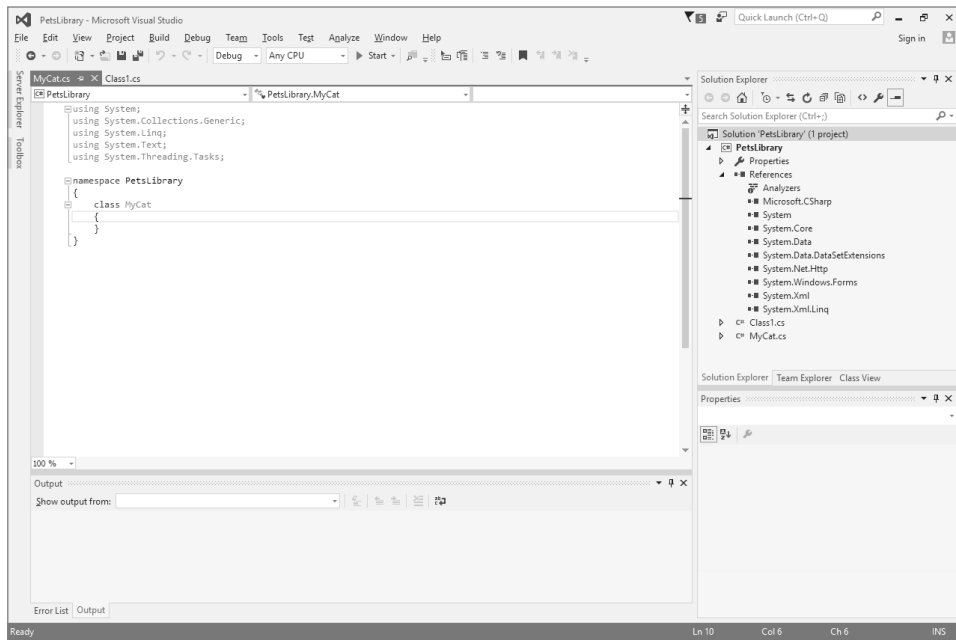 PetsLibrary - Microsoft Visual Studio
5
Quick Launch (Ctrl+Q)
File Edit View Project Build Debug Team Tools Test Analyze Window Help
Sign in
Debug Any CPU Start
Server Explorer
Toolbox
MyCat.cs Class1.cs
C# PetsLibrary PetsLibrary.MyCat
using System;
using System.Collections.Generic;
using System.Linq;
using System.Text;
using System.Threading.Tasks;
namespace PetsLibrary
{
class MyCat
{
}
}
100 %
Output
Show output from:
Error List Output
Solution Explorer
Search Solution Explorer (Ctrl+;)
Solution 'PetsLibrary' (1 project)
C# PetsLibrary
Properties
References
Analyzers
Microsoft.CSharp
System
System.Core
System.Data
System.Data.DataSetExtensions
System.Net.Http
System.Windows.Forms
System.Xml
System.Xml.Linq
C# Class1.cs
C# MyCat.cs
Solution Explorer Team Explorer Class View
Properties
Ready Ln 10 Col 6 Ch 6 INS